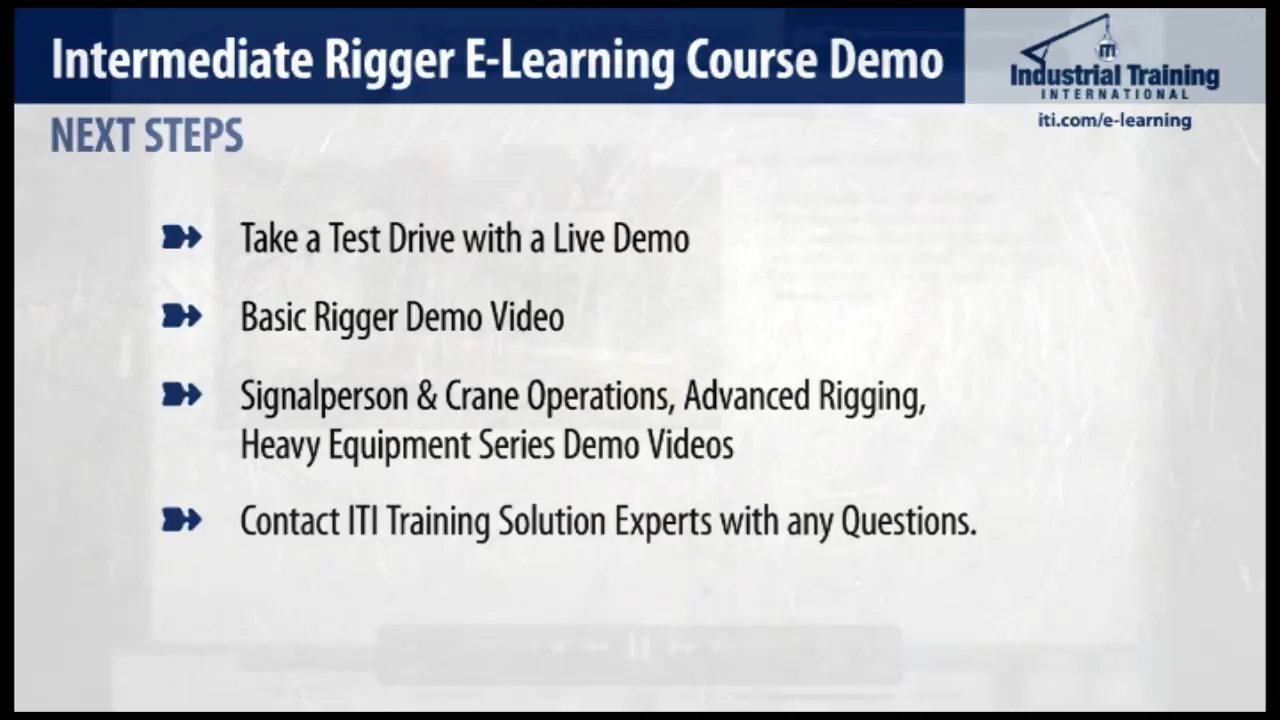 Intermediate Rigger E-Learning Course Demo
ITI
Industrial Training
INTERNATIONAL
iti.com/e-learning
NEXT STEPS
Take a Test Drive with a Live Demo
Basic Rigger Demo Video
Signalperson & Crane Operations, Advanced Rigging,
Heavy Equipment Series Demo Videos
Contact ITI Training Solution Experts with any Questions.